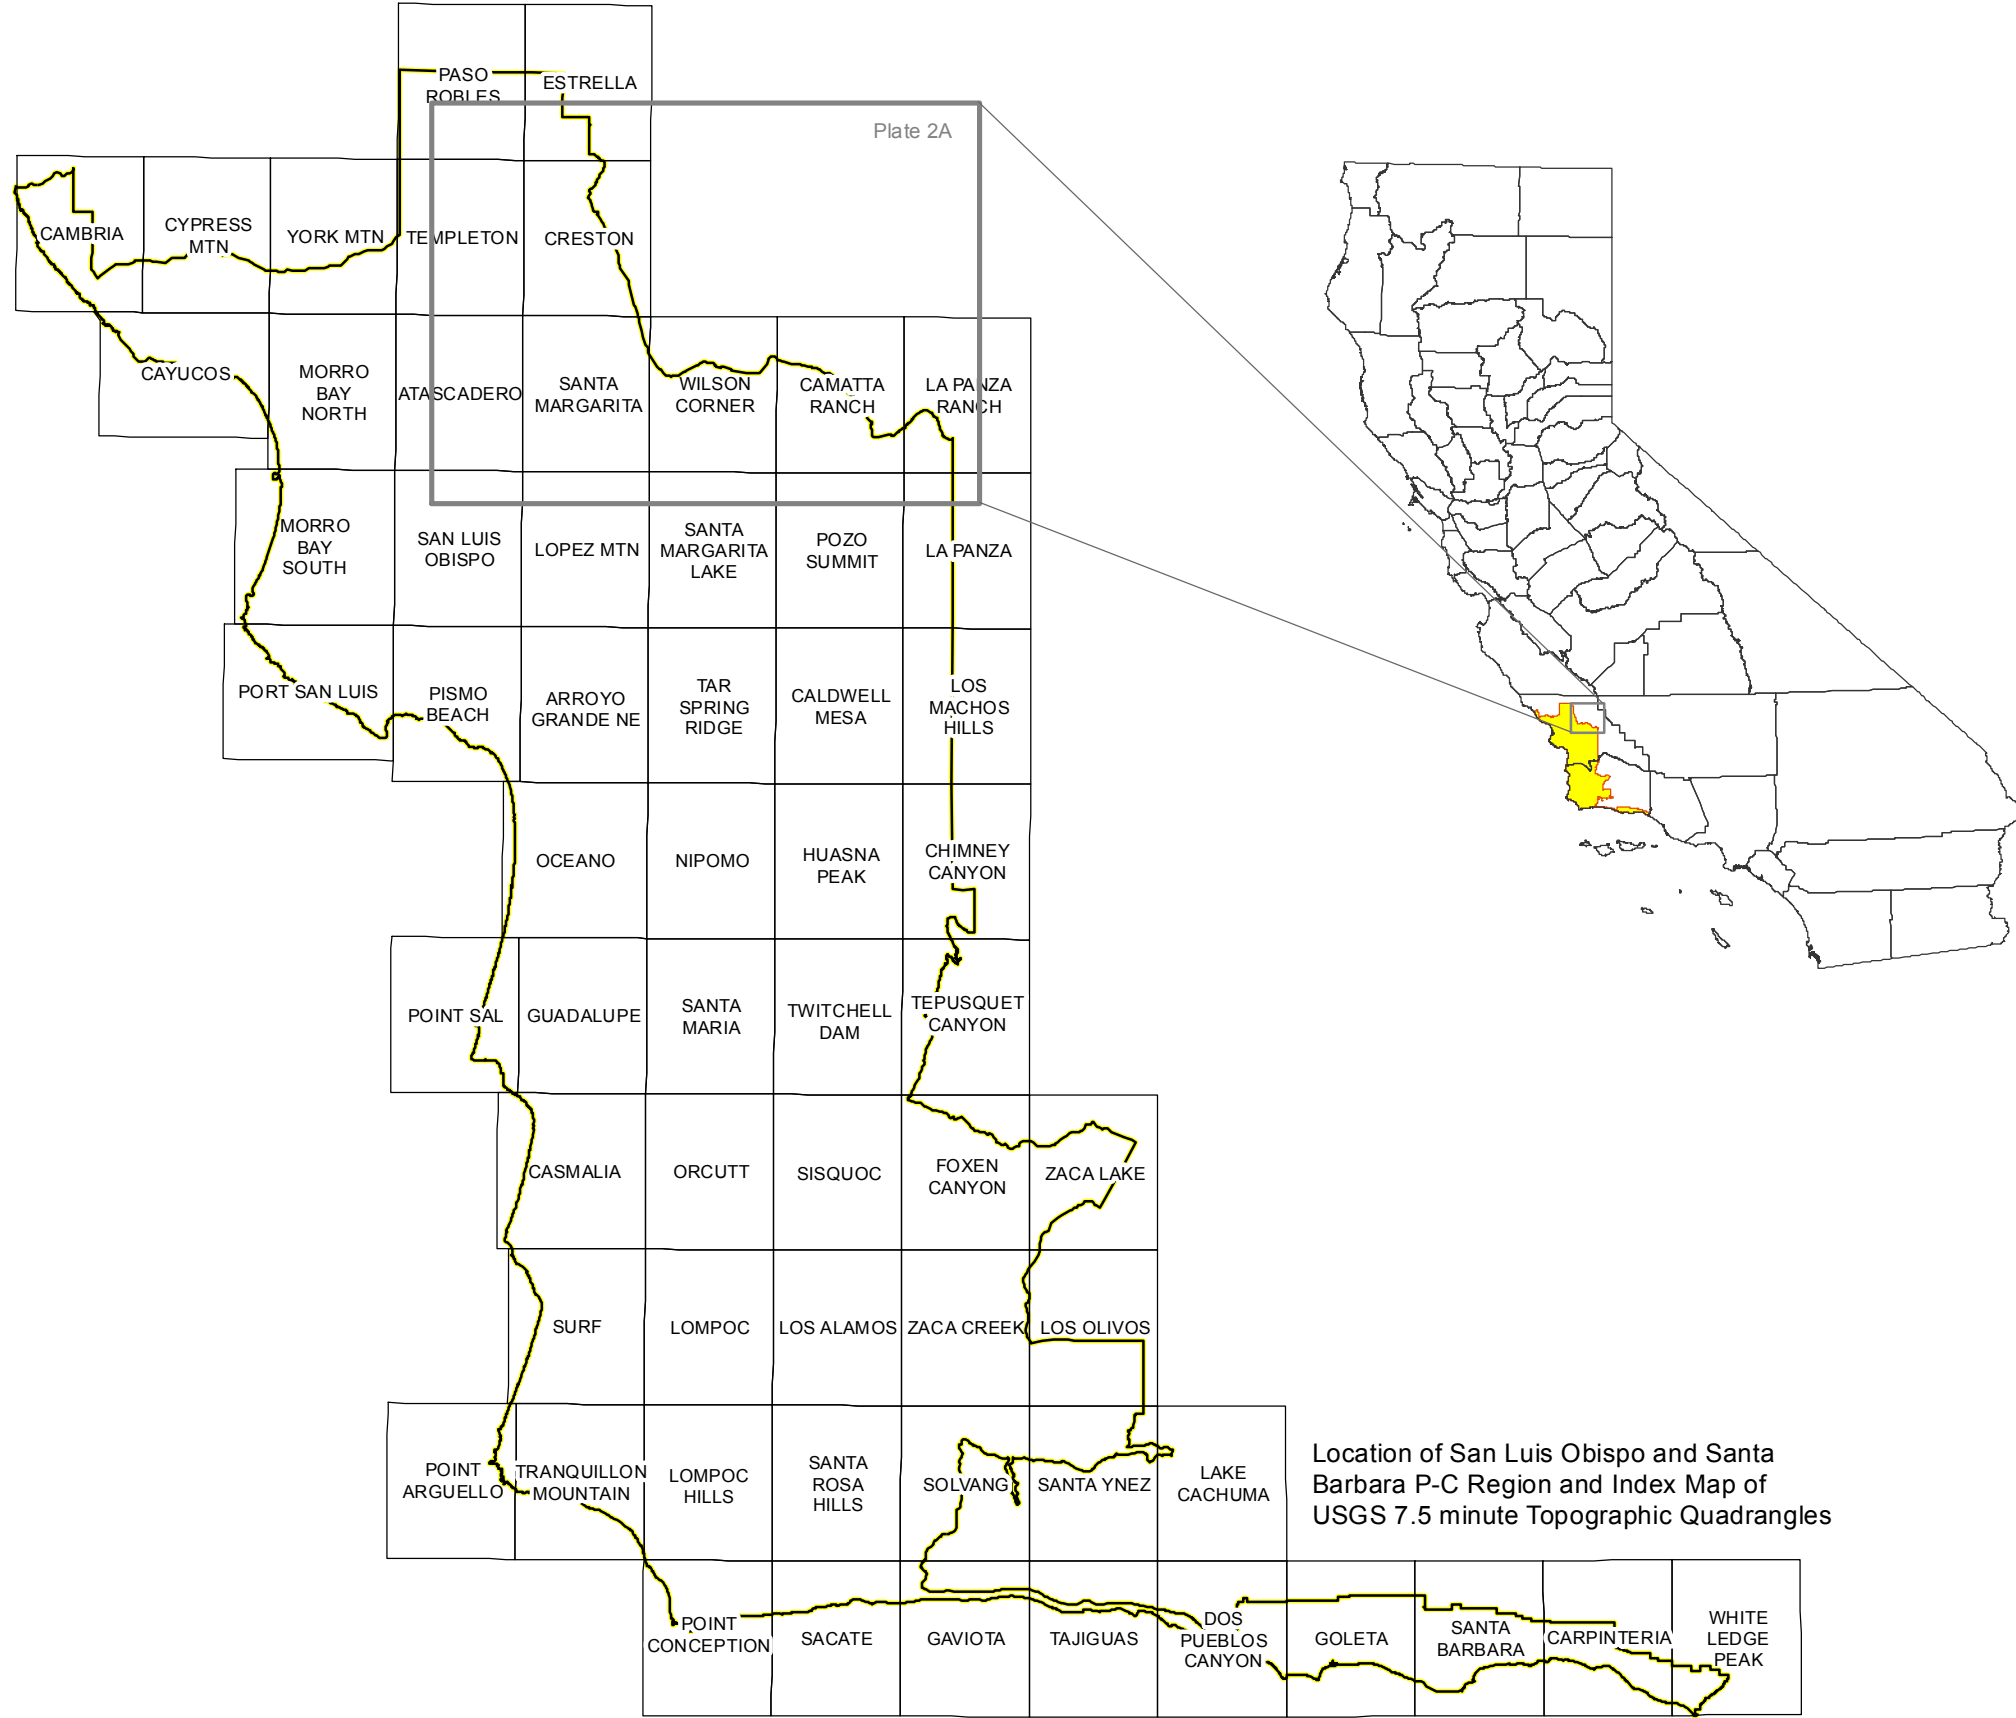 PASO
ROBLES
ESTRELLA
Plate 2A
CAMBRIA
CYPRESS
MTN
YORK MTN
TEMPLETON
CRESTON
CAYUCOS
MORRO
BAY
NORTH
ATASCADERO
SANTA
MARGARITA
WILSON
CORNER
CAMATTA
RANCH
LA PANZA
RANCH
MORRO
BAY
SOUTH
SAN LUIS
OBISPO
LOPEZ MTN
SANTA
MARGARITA
LAKE
POZO
SUMMIT
LA PANZA
PORT SAN LUIS
PISMO
BEACH
ARROYO
GRANDE NE
TAR
SPRING
RIDGE
CALDWELL
MESA
LOS
MACHOS
HILLS
OCEANO
NIPOMO
HUASNA
PEAK
CHIMNEY
CANYON
POINT SAL
GUADALUPE
SANTA
MARIA
TWITCHELL
DAM
TEPUSQUET
CANYON
CASMALIA
ORCUTT
SISQUOC
FOXEN
CANYON
ZACA LAKE
SURF
LOMPOC
LOS ALAMOS
ZACA CREEK
LOS OLIVOS
POINT
ARGUELLO
TRANQUILLON
MOUNTAIN
LOMPOC
HILLS
SANTA
ROSA
HILLS
SOLVANG
SANTA YNEZ
LAKE
CACHUMA
Location of San Luis Obispo and Santa
Barbara P-C Region and Index Map of
USGS 7.5 minute Topographic Quadrangles
POINT
CONCEPTION
SACATE
GAVIOTA
TAJIGUAS
DOS
PUEBLOS
CANYON
GOLETA
SANTA
BARBARA
CARPINTERIA
WHITE
LEDGE
PEAK